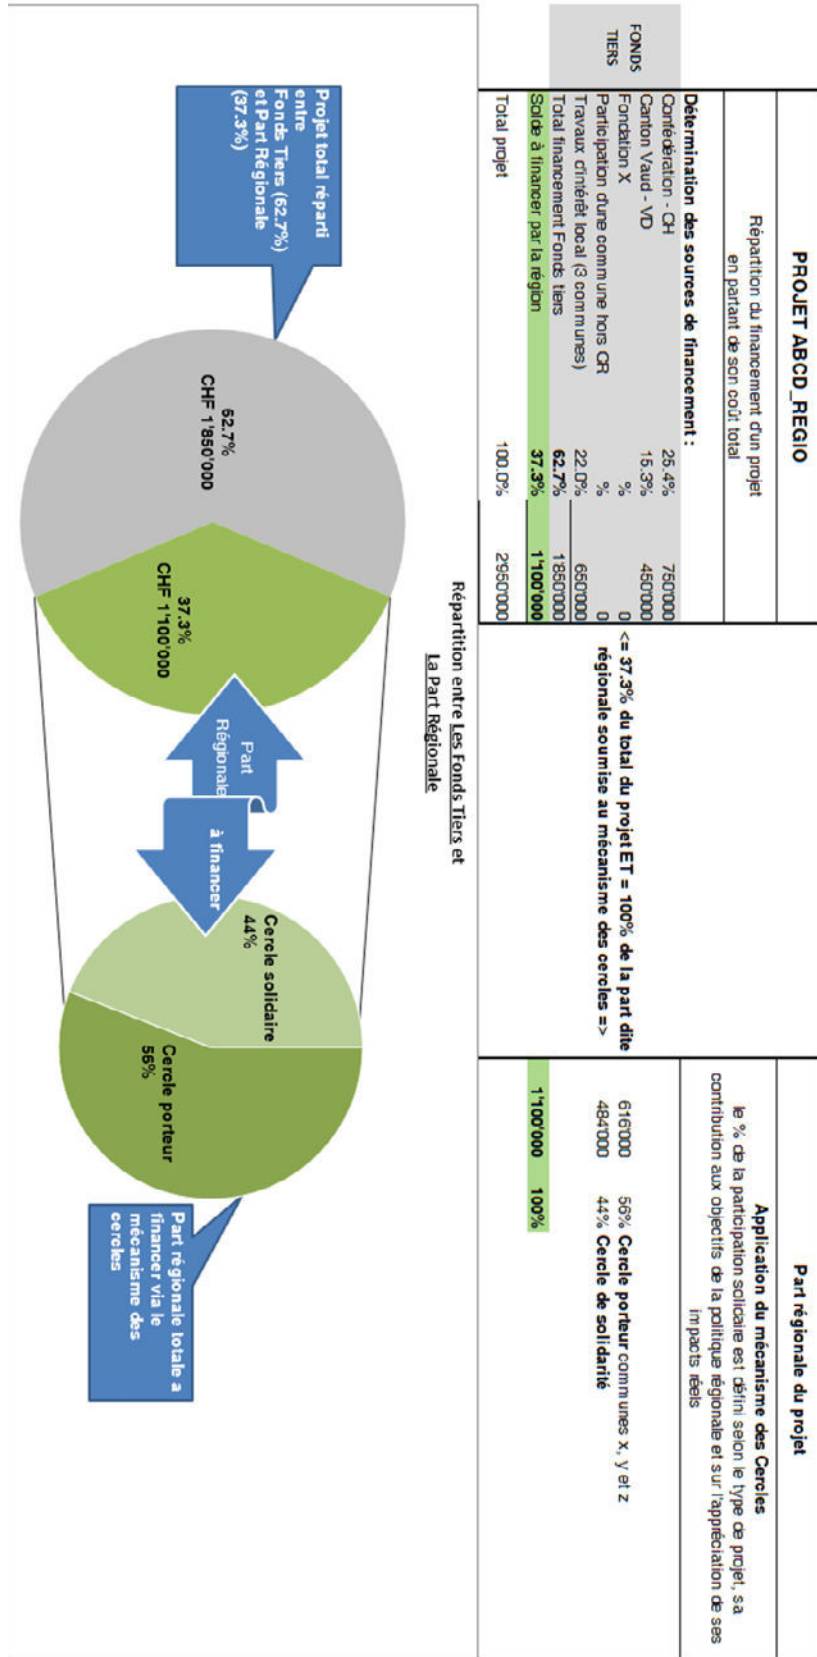 PROJET ABCD_REGIO
Répartition du financement d'un projet
en partant de son coût total
Détermination des sources de financement :
FONDS
TIERS
Confédération - CH 25.4% 750'000
Canton Vaud - VD 15.3% 450'000
Fondation X % 0
Participation d'une commune hors CR % 0
Travaux d'intérêt local (3 communes) 22.0% 650'000
Total financement Fonds tiers 62.7% 1'850'000
Solde à financer par la région 37.3% 1'100'000
Total projet 100.0% 2'950'000
<= 37.3% du total du projet ET = 100% de la part dite
régionale soumise au mécanisme des cercles =>
Part régionale du projet
Application du mécanisme des Cercles
le % de la participation solidaire est défini selon le type de projet, sa
contribution aux objectifs de la politique régionale et sur l'appréciation de ses
impacts réels
616'000 56% Cercle porteur communes x, y et z
484'000 44% Cercle de solidarité
1'100'000 100%
Répartition entre Les Fonds Tiers et
La Part Régionale
Projet total réparti
entre
Fonds Tiers (62.7%)
et Part Régionale
(37.3%)
62.7%
CHF 1'850'000
37.3%
CHF 1'100'000
Part
Régionale
à financer
Cercle solidaire
44%
Cercle porteur
56%
Part régionale totale a
financer via le
mécanisme des
cercles